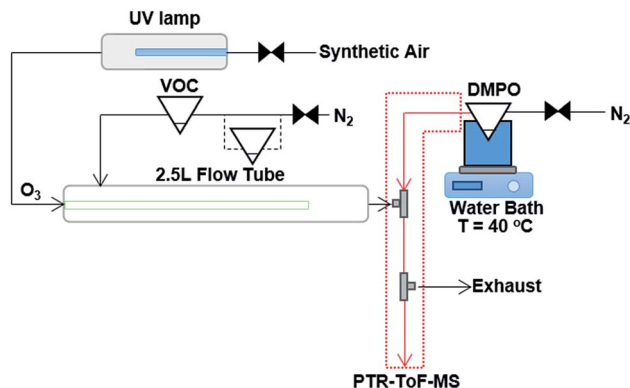 UV lamp
Synthetic Air
VOC
N2
DMPO
N2
2.5L Flow Tube
O3
Water Bath
T = 40 °C
Exhaust
PTR-ToF-MS